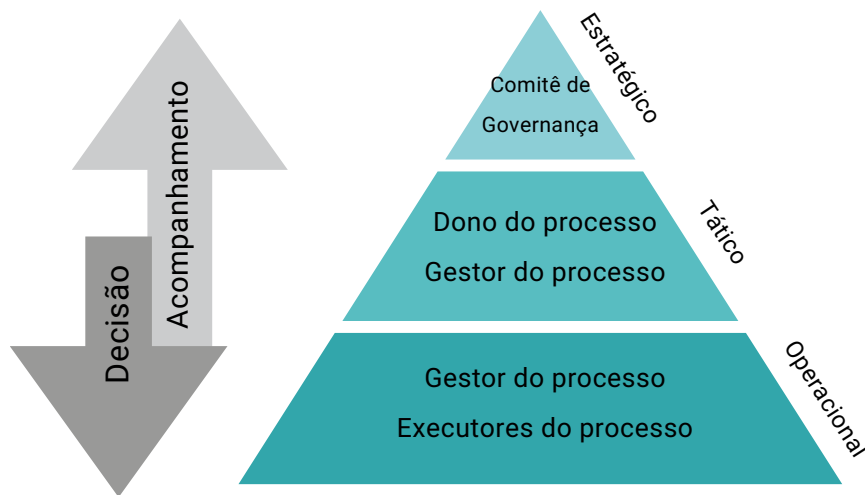 Decisão
Acompanhamento
Comitê de
Governança
Estratégico
Dono do processo
Gestor do processo
Tático
Gestor do processo
Executores do processo
Operacional